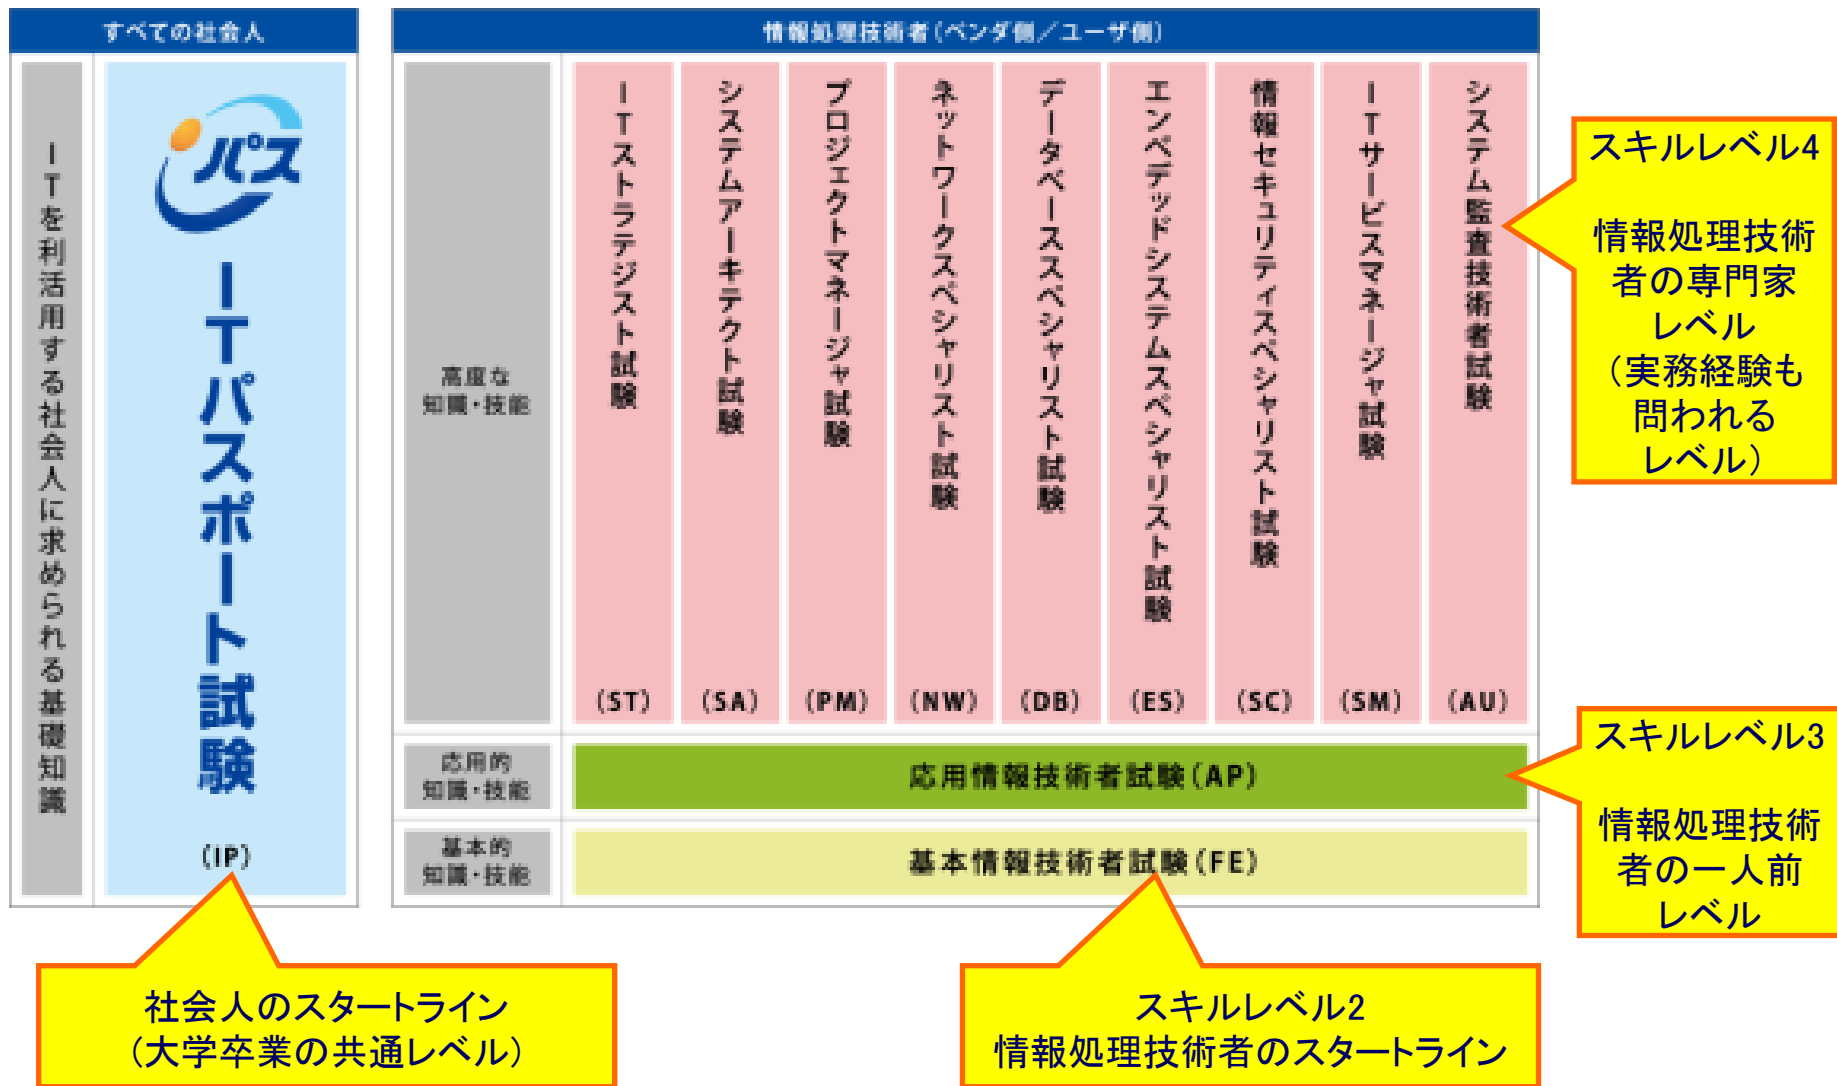 すべての社会人
ITを利活用する社会人に求められる基礎知識
iパス
ITパスポート試験
(IP)
情報処理技術者(ベンダ側／ユーザ側)
高度な
知識・技能
ITストラテジスト試験
(ST)
システムアーキテクト試験
(SA)
プロジェクトマネージャ試験
(PM)
ネットワークスペシャリスト試験
(NW)
データベーススペシャリスト試験
(DB)
エンベデッドシステムスペシャリスト試験
(ES)
情報セキュリティスペシャリスト試験
(SC)
ITサービスマネージャ試験
(SM)
システム監査技術者試験
(AU)
応用的
知識・技能
応用情報技術者試験(AP)
基本的
知識・技能
基本情報技術者試験(FE)
スキルレベル4
情報処理技術
者の専門家
レベル
(実務経験も
問われる
レベル)
スキルレベル3
情報処理技術
者の一人前
レベル
社会人のスタートライン
(大学卒業の共通レベル)
スキルレベル2
情報処理技術者のスタートライン